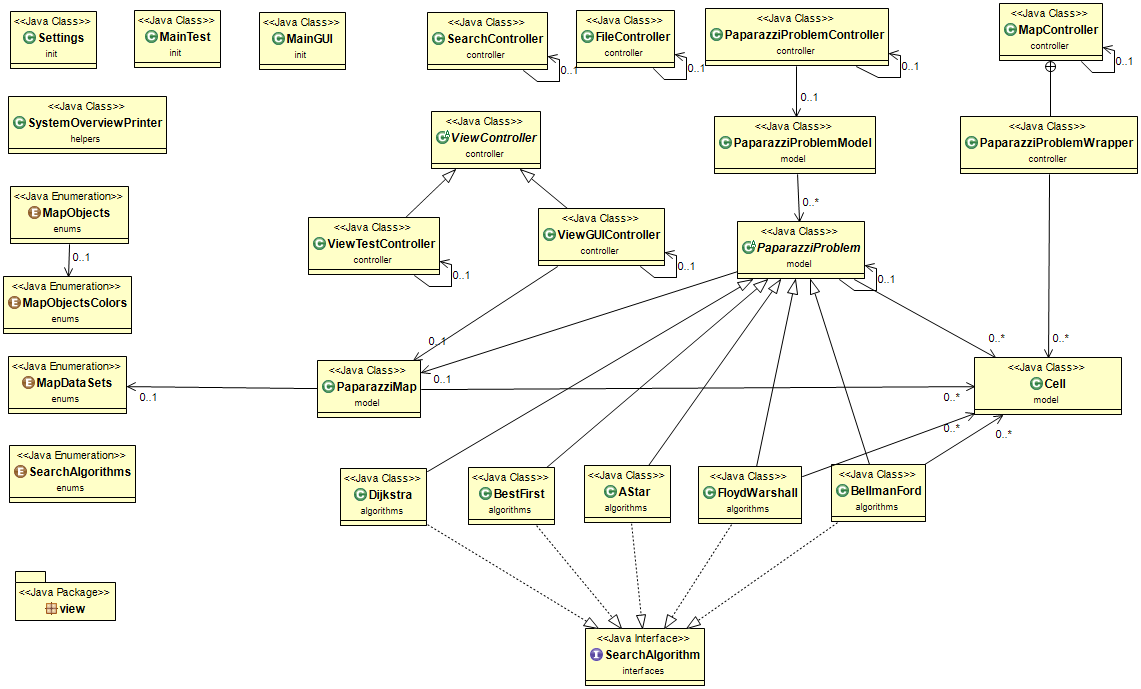 <<Java Class>>
Settings
init
<<Java Class>>
MainTest
init
<<Java Class>>
MainGUI
init
<<Java Class>>
SearchController
controller
0..1
<<Java Class>>
FileController
controller
0..1
<<Java Class>>
PaparazziProblemController
controller
0..1
0..1
<<Java Class>>
MapController
controller
0..1
<<Java Class>>
SystemOverviewPrinter
helpers
<<Java Class>>
ViewController
controller
<<Java Class>>
PaparazziProblemModel
model
0..*
<<Java Class>>
PaparazziProblemWrapper
controller
<<Java Enumeration>>
MapObjects
enums
0..1
<<Java Class>>
ViewTestController
controller
0..1
<<Java Class>>
ViewGUIController
controller
0..1
<<Java Class>>
PaparazziProblem
model
0..1
<<Java Enumeration>>
MapObjectsColors
enums
0..1
0..*
0..*
<<Java Enumeration>>
MapDataSets
enums
0..1
<<Java Class>>
PaparazziMap
model
0..1
0..*
<<Java Class>>
Cell
model
0..*
0..*
<<Java Enumeration>>
SearchAlgorithms
enums
<<Java Class>>
Dijkstra
algorithms
<<Java Class>>
BestFirst
algorithms
<<Java Class>>
AStar
algorithms
<<Java Class>>
FloydWarshall
algorithms
<<Java Class>>
BellmanFord
algorithms
<<Java Package>>
view
<<Java Interface>>
SearchAlgorithm
interfaces